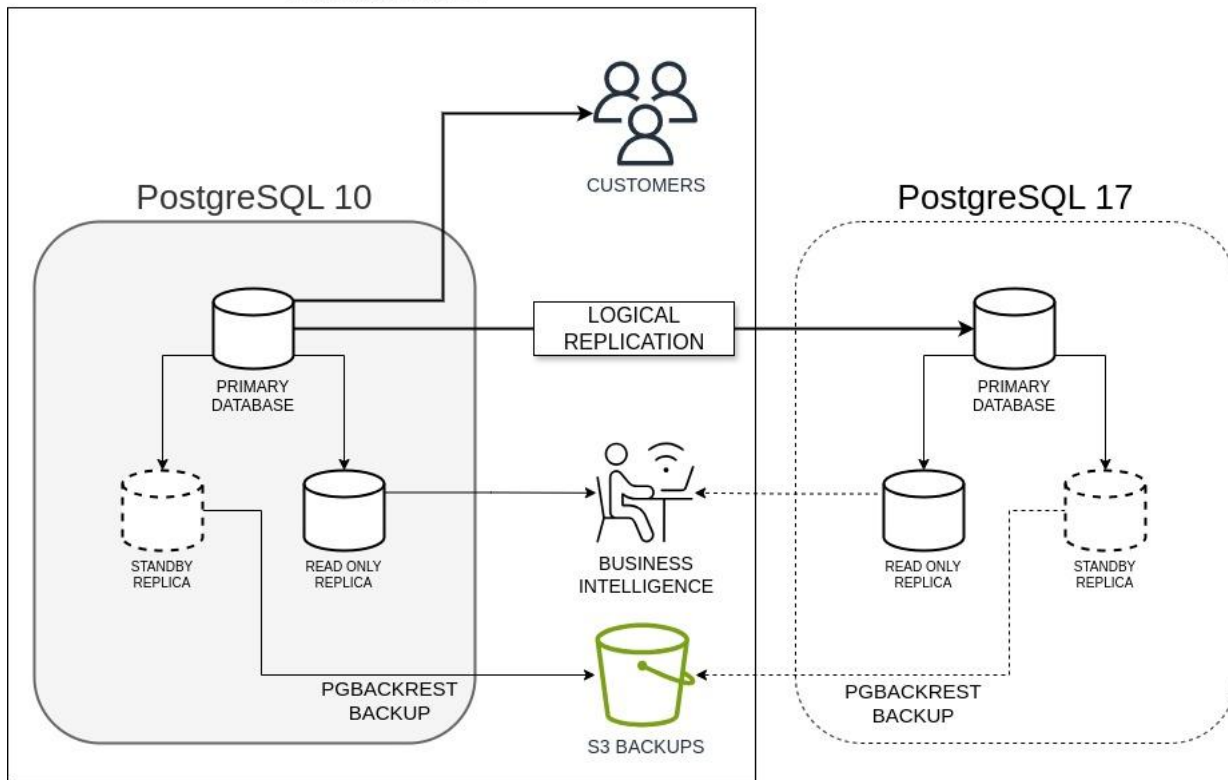 CUSTOMERS
PostgreSQL 10
PostgreSQL 17
LOGICAL
REPLICATION
PRIMARY
DATABASE
PRIMARY
DATABASE
STANDBY
REPLICA
READ ONLY
REPLICA
BUSINESS
INTELLIGENCE
READ ONLY
REPLICA
STANDBY
REPLICA
PGBACKREST
BACKUP
PGBACKREST
BACKUP
S3 BACKUPS